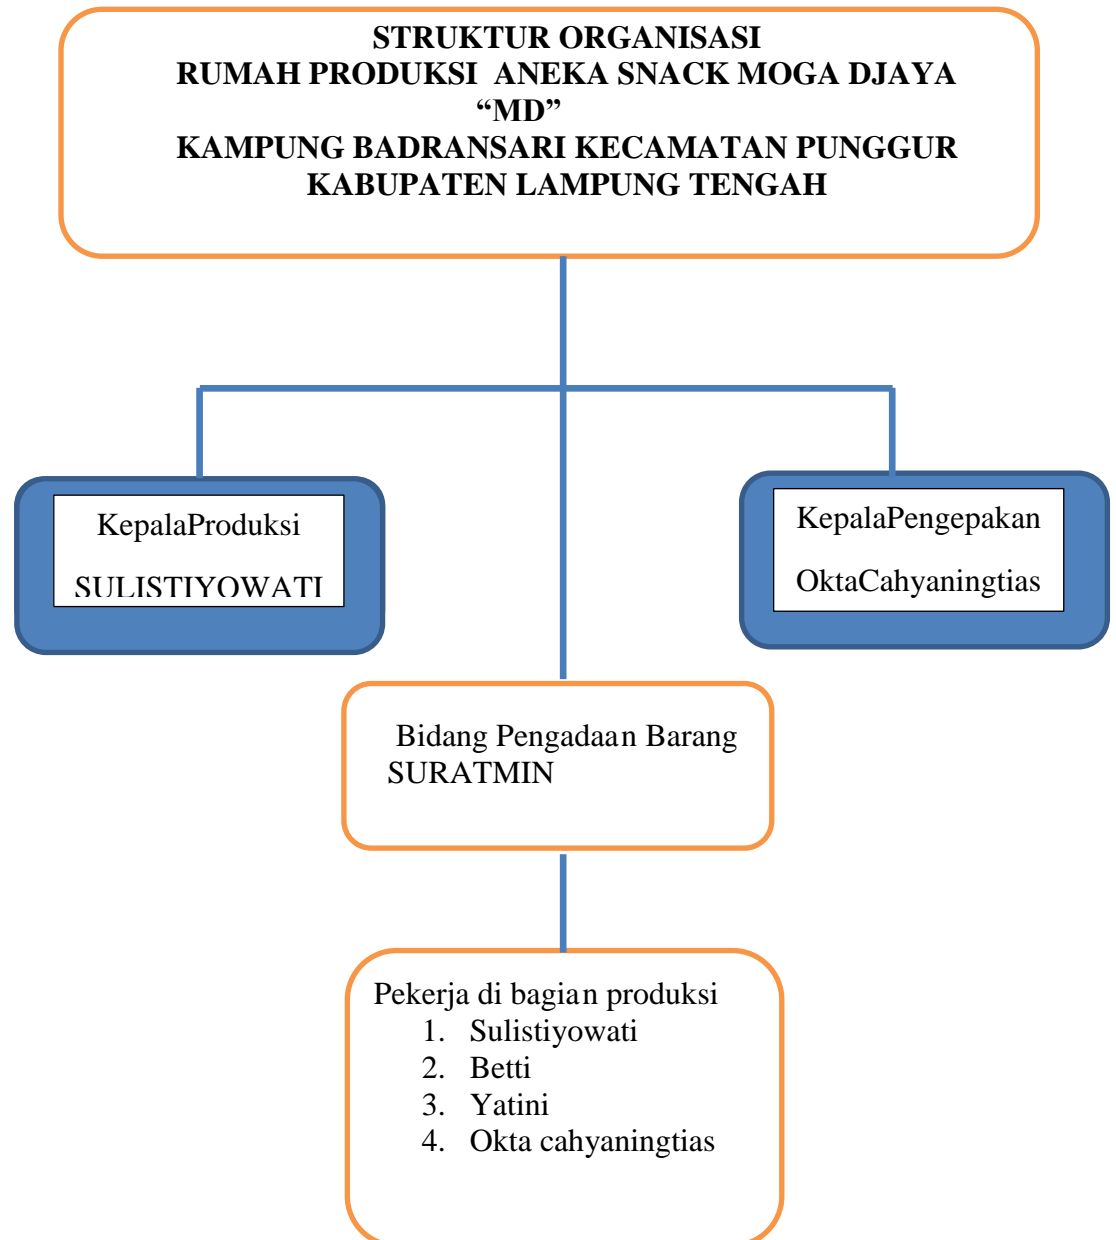 STRUKTUR ORGANISASI
RUMAH PRODUKSI ANEKA SNACK MOGA DJAYA
“MD”
KAMPUNG BADRANSARI KECAMATAN PUNGGUR
KABUPATEN LAMPUNG TENGAH
KepalaProduksi
SULISTIYOWATI
KepalaPengepakan
OktaCahyaningtias
Bidang Pengadaan Barang
SURATMIN
Pekerja di bagian produksi
1. Sulistiyowati
2. Betti
3. Yatini
4. Okta cahyaningtias